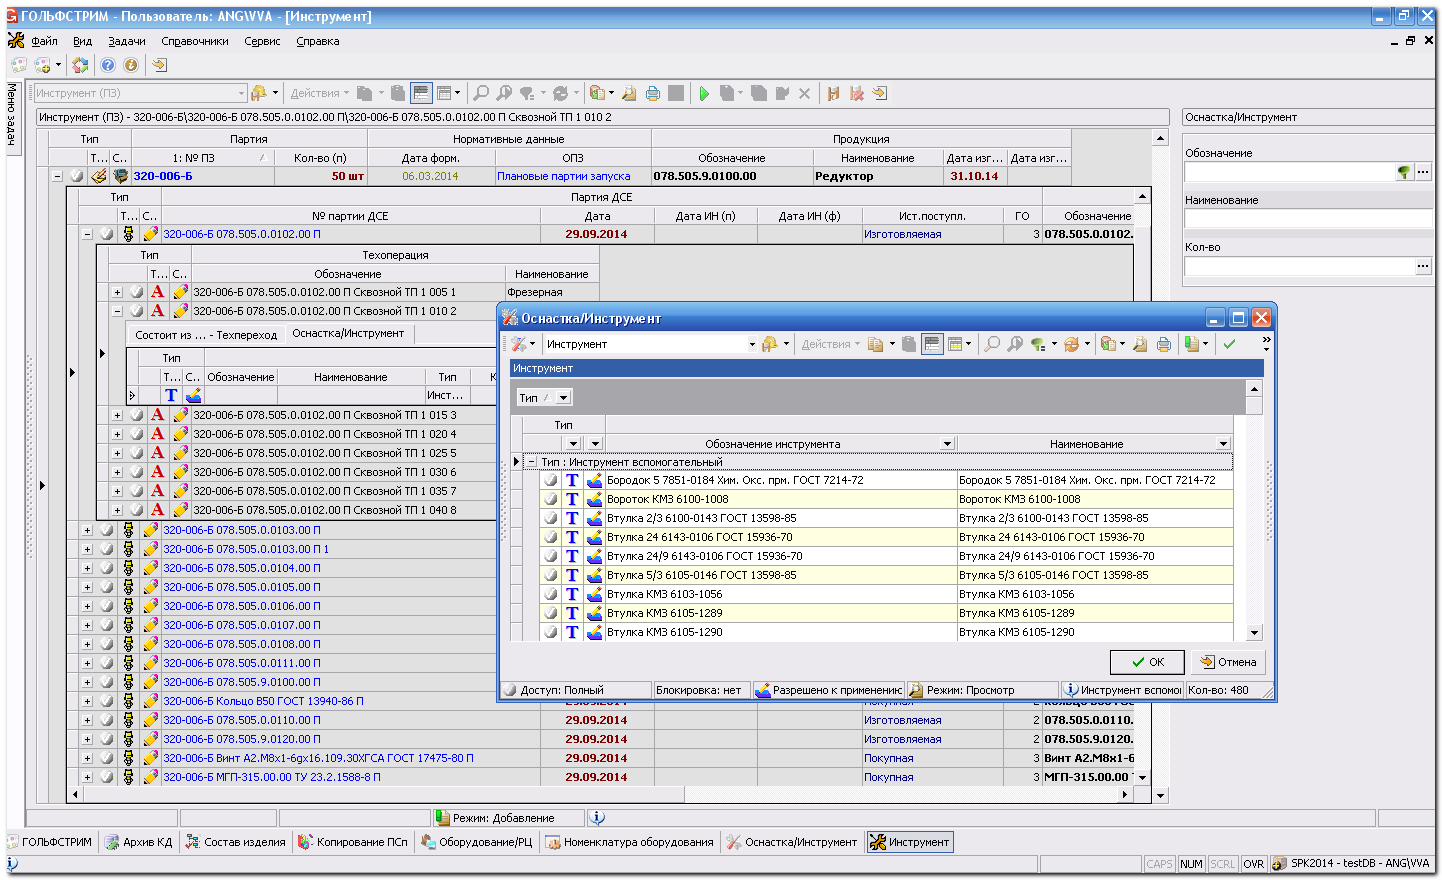 ГОЛЬФСТРИМ - Пользователь: ANG\VVA - [Инструмент]
Файл Вид Задачи Справочники Сервис Справка
Меню задач
Инструмент (ПЗ) Действия
Инструмент (ПЗ) - 320-006-Б\320-006-Б 078.505.0.0102.00 П\320-006-Б 078.505.0.0102.00 П Сквозной ТП 1 010 2
Тип Партия Нормативные данные Продукция
Т... С.. 1: № ПЗ Кол-во (п) Дата форм. ОПЗ Обозначение Наименование Дата изг... Дата изг...
320-006-Б 50 шт 06.03.2014 Плановые партии запуска 078.505.9.0100.00 Редуктор 31.10.14
Тип Партия ДСЕ
Т... С.. № партии ДСЕ Дата Дата ИН (п) Дата ИН (ф) Ист.поступл. ГО Обозначение
320-006-Б 078.505.0.0102.00 П 29.09.2014 Изготовляемая 3 078.505.0.0102.
Тип Техоперация
Т... С.. Обозначение Наименование
А 320-006-Б 078.505.0.0102.00 П Сквозной ТП 1 005 1 Фрезерная
А 320-006-Б 078.505.0.0102.00 П Сквозной ТП 1 010 2
Состоит из ... - Техпереход Оснастка/Инструмент
Тип
Т... С.. Обозначение Наименование Тип К
Т Инст...
А 320-006-Б 078.505.0.0102.00 П Сквозной ТП 1 015 3
А 320-006-Б 078.505.0.0102.00 П Сквозной ТП 1 020 4
А 320-006-Б 078.505.0.0102.00 П Сквозной ТП 1 025 5
А 320-006-Б 078.505.0.0102.00 П Сквозной ТП 1 030 6
А 320-006-Б 078.505.0.0102.00 П Сквозной ТП 1 035 7
А 320-006-Б 078.505.0.0102.00 П Сквозной ТП 1 040 8
320-006-Б 078.505.0.0103.00 П
320-006-Б 078.505.0.0103.00 П 1
320-006-Б 078.505.0.0104.00 П
320-006-Б 078.505.0.0105.00 П
320-006-Б 078.505.0.0106.00 П
320-006-Б 078.505.0.0107.00 П
320-006-Б 078.505.0.0108.00 П
320-006-Б 078.505.0.0111.00 П
320-006-Б 078.505.9.0100.00 П
320-006-Б Кольцо В50 ГОСТ 13940-86 П 29.09.2014 Покупная 2
320-006-Б 078.505.0.0110.00 П 29.09.2014 Изготовляемая 2 078.505.0.0110.
320-006-Б 078.505.9.0120.00 П 29.09.2014 Изготовляемая 2 078.505.9.0120.
320-006-Б Винт А2.М8х1-6gх16.109.30ХГСА ГОСТ 17475-80 П 29.09.2014 Покупная 3 Винт А2.М8х1-6
320-006-Б МГП-315.00.00 ТУ 23.2.1588-8 П 29.09.2014 Покупная 3 МГП-315.00.00
Оснастка/Инструмент
Обозначение
Наименование
Кол-во
Оснастка/Инструмент
Инструмент Действия
Инструмент
Тип
Тип
Обозначение инструмента Наименование
Тип : Инструмент вспомогательный
Т Бородок 5 7851-0184 Хим. Окс. прм. ГОСТ 7214-72 Бородок 5 7851-0184 Хим. Окс. прм. ГОСТ 7214-72
Т Вороток КМЗ 6100-1008 Вороток КМЗ 6100-1008
Т Втулка 2/3 6100-0143 ГОСТ 13598-85 Втулка 2/3 6100-0143 ГОСТ 13598-85
Т Втулка 24 6143-0106 ГОСТ 15936-70 Втулка 24 6143-0106 ГОСТ 15936-70
Т Втулка 24/9 6143-0106 ГОСТ 15936-70 Втулка 24/9 6143-0106 ГОСТ 15936-70
Т Втулка 5/3 6105-0146 ГОСТ 13598-85 Втулка 5/3 6105-0146 ГОСТ 13598-85
Т Втулка КМЗ 6103-1056 Втулка КМЗ 6103-1056
Т Втулка КМЗ 6105-1289 Втулка КМЗ 6105-1289
Т Втулка КМЗ 6105-1290 Втулка КМЗ 6105-1290
ОК Отмена
Доступ: Полный Блокировка: нет Разрешено к применению Режим: Просмотр Инструмент вспомо Кол-во: 480
Режим: Добавление
ГОЛЬФСТРИМ Архив КД Состав изделия Копирование ПСп Оборудование/РЦ Номенклатура оборудования Оснастка/Инструмент Инструмент
CAPS NUM SCRL OVR SPK2014 - testDB - ANG\VVA